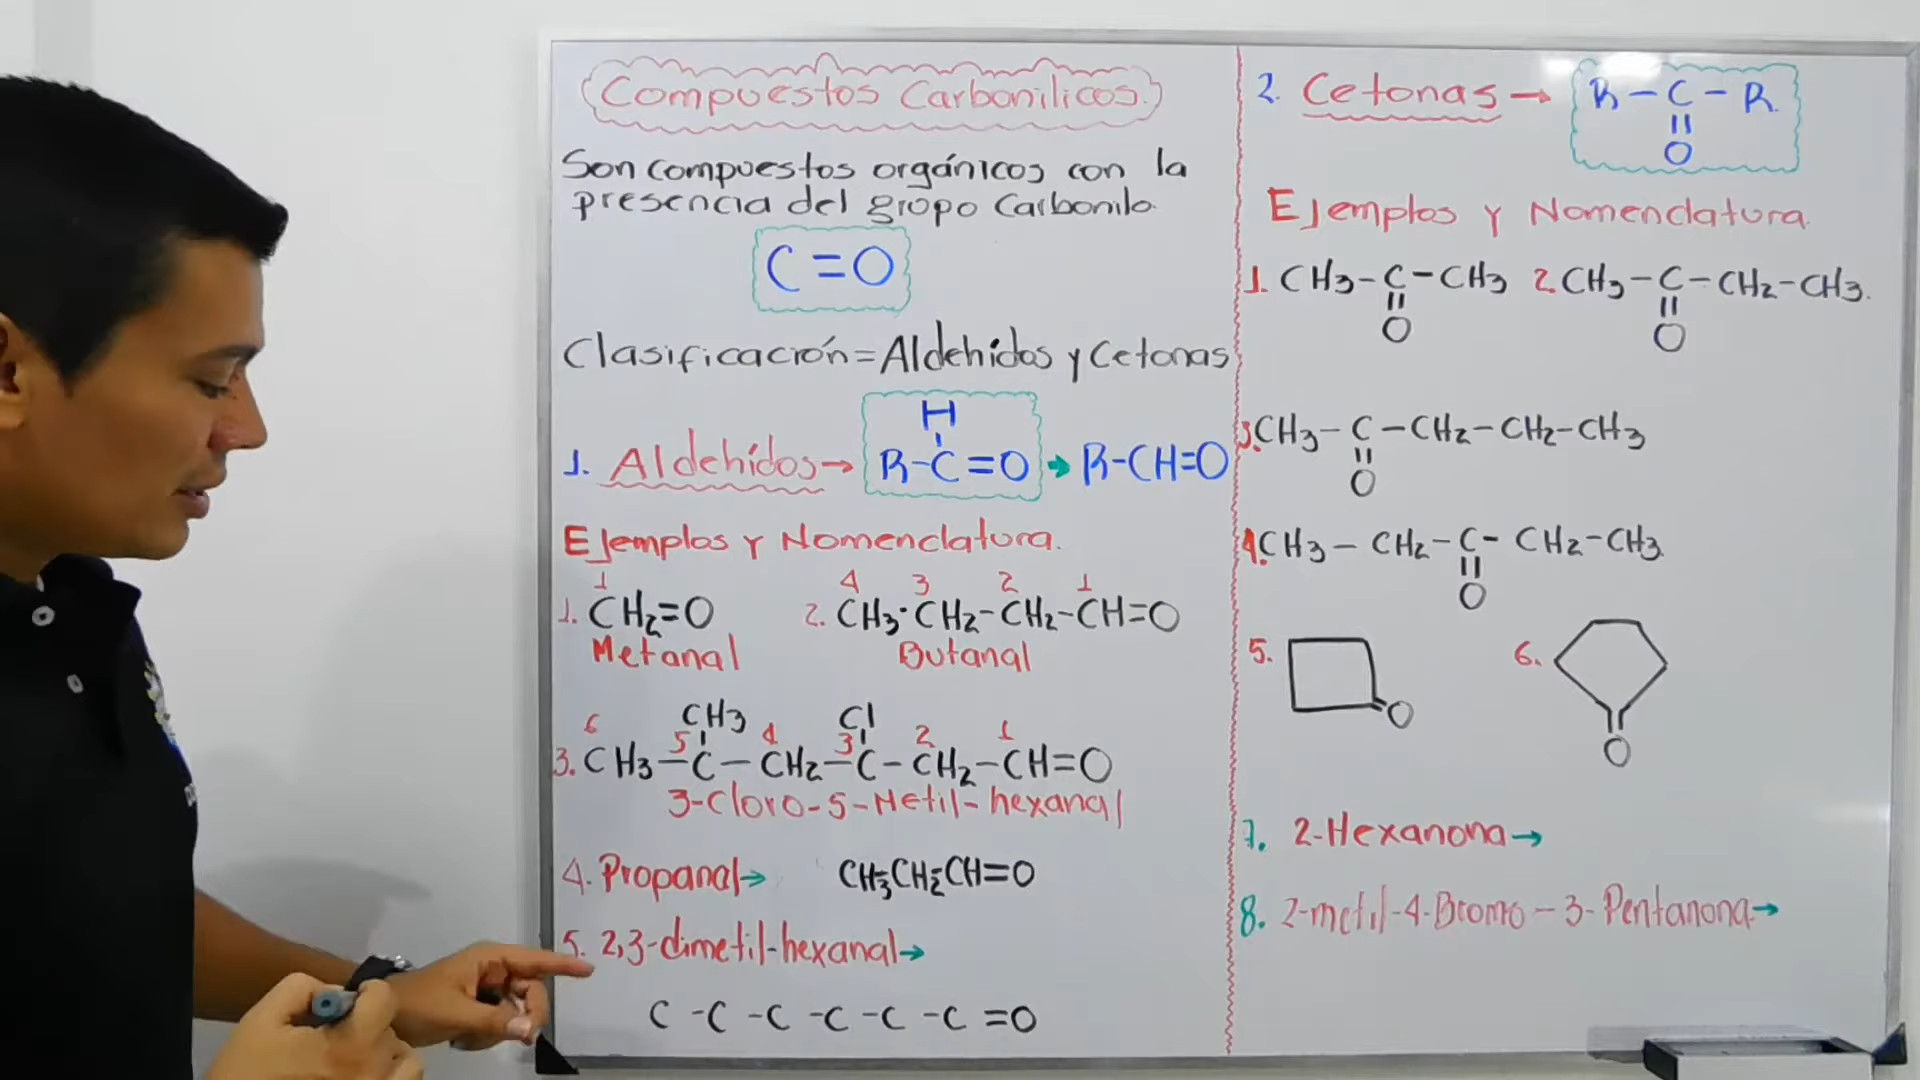 Compuestos Carbonilicos.
Son compuestos orgánicos con la
presencia del grupo Carbonilo.
C=O
Clasificación = Aldehídos y Cetonas
H
1. Aldehídos → R-C=O → R-CH=O
Ejemplos y Nomenclatura.
1
1. CH2=O
Metanal
4 3 2 1
2. CH3-CH2-CH2-CH=O
Butanal
CH3 Cl
6 5 4 3 2 1
3. CH3-C-CH2-C-CH2-CH=O
3-Cloro-5-Metil-hexanal
4. Propanal→ CH3-CH2-CH=O
5. 2,3-dimetil-hexanal→
C-C-C-C-C-C=O
2. Cetonas → R-C-R
O
Ejemplos y Nomenclatura.
1. CH3-C-CH3 2. CH3-C-CH2-CH3.
O O
3. CH3-C-CH2-CH2-CH3
O
4. CH3-CH2-C-CH2-CH3.
O
5. O 6. O
7. 2-Hexanona→
8. 2-metil-4-Bromo-3-Pentanona→